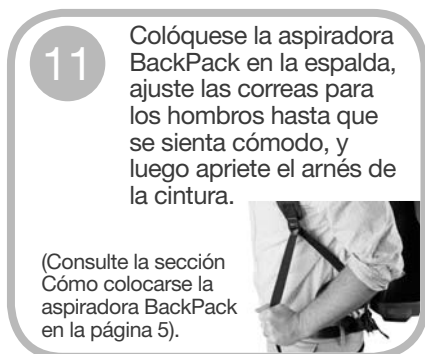 11
Colóquese la aspiradora
BackPack en la espalda,
ajuste las correas para
los hombros hasta que
se sienta cómodo, y
luego apriete el arnés de
la cintura.
(Consulte la sección
Cómo colocarse la
aspiradora BackPack
en la página 5).